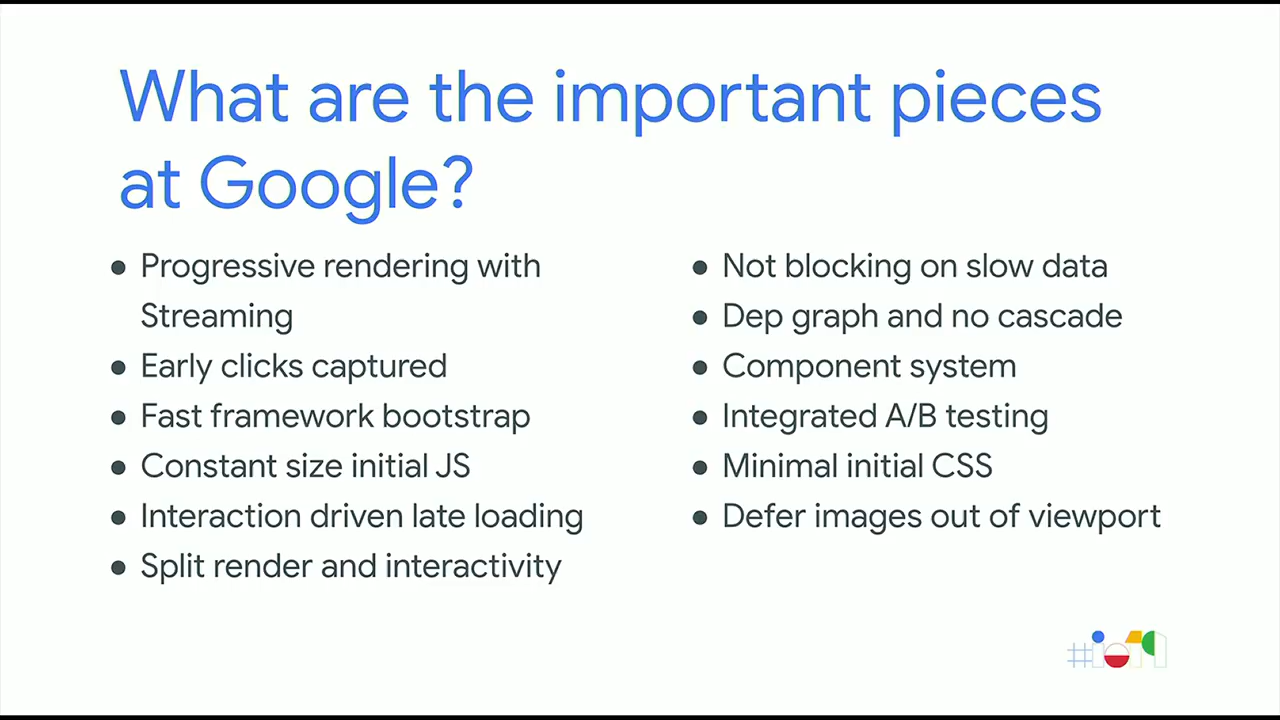 What are the important pieces
at Google?
● Progressive rendering with
Streaming
● Early clicks captured
● Fast framework bootstrap
● Constant size initial JS
● Interaction driven late loading
● Split render and interactivity
● Not blocking on slow data
● Dep graph and no cascade
● Component system
● Integrated A/B testing
● Minimal initial CSS
● Defer images out of viewport
#io19